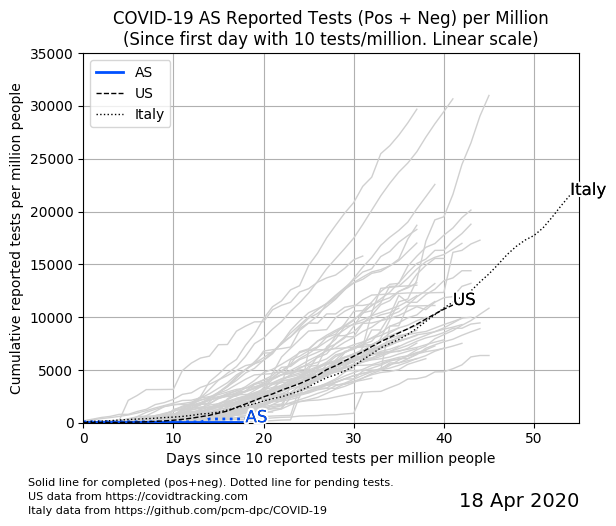 COVID-19 AS Reported Tests (Pos + Neg) per Million
(Since first day with 10 tests/million. Linear scale)
Cumulative reported tests per million people
35000
30000
25000
20000
15000
10000
5000
0
AS
US
Italy
Italy
US
AS
0 10 20 30 40 50
Days since 10 reported tests per million people
Solid line for completed (pos+neg). Dotted line for pending tests.
US data from https://covidtracking.com
Italy data from https://github.com/pcm-dpc/COVID-19
18 Apr 2020